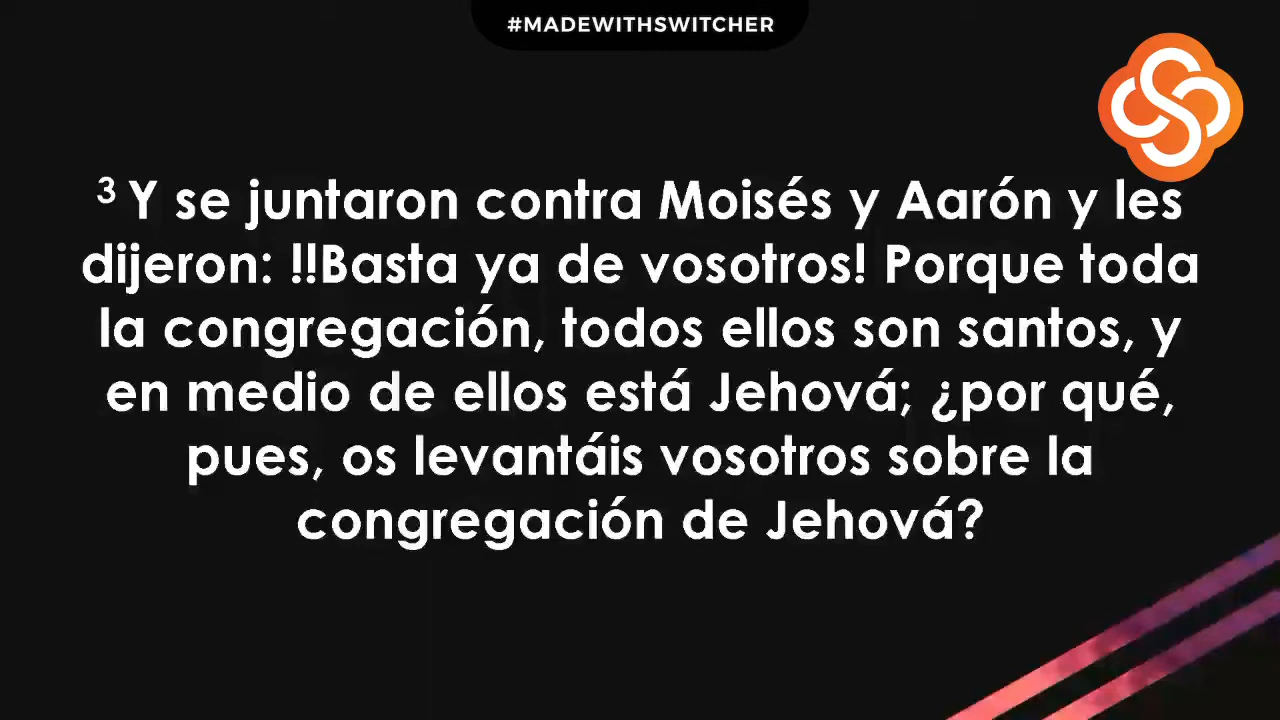 #MADEWITHSWITCHER
3 Y se juntaron contra Moisés y Aarón y les
dijeron: !!Basta ya de vosotros! Porque toda
la congregación, todos ellos son santos, y
en medio de ellos está Jehová; ¿por qué,
pues, os levantáis vosotros sobre la
congregación de Jehová?